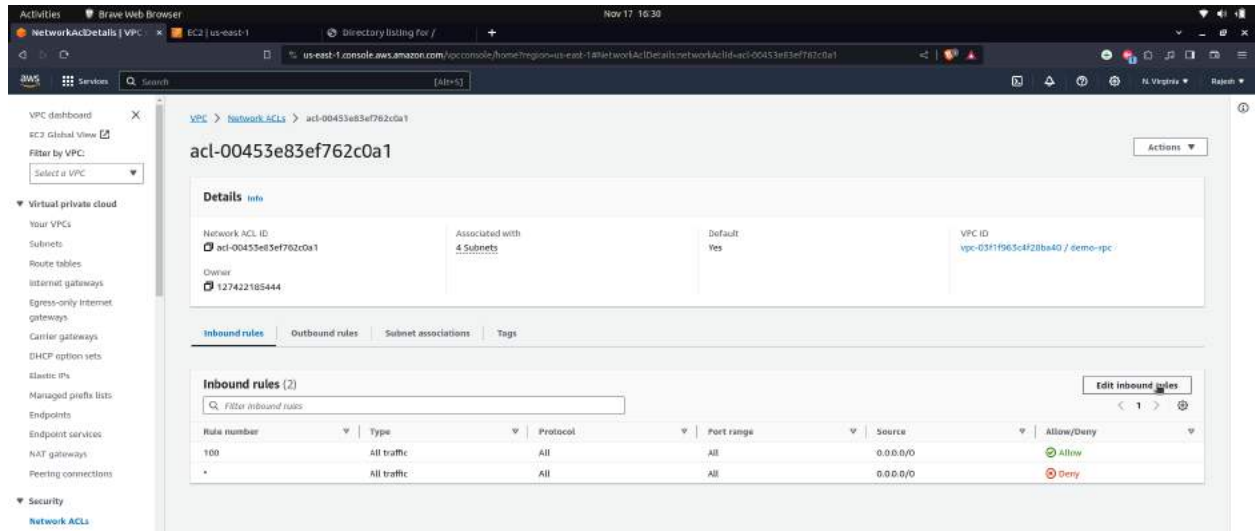 Activities Brave Web Browser Nov 17 16:30
NetworkAclDetails | VPC × EC2 | us-east-1 Directory listing for / +
us-east-1.console.aws.amazon.com/vpcconsole/home?region=us-east-1#NetworkAclDetails:networkAclId=acl-00453e83ef762c0a1
aws Services Search [Alt+S] N. Virginia Rajesh
VPC dashboard
EC2 Global View
Filter by VPC:
Select a VPC
Virtual private cloud
Your VPCs
Subnets
Route tables
Internet gateways
Egress-only internet
gateways
Carrier gateways
DHCP option sets
Elastic IPs
Managed prefix lists
Endpoints
Endpoint services
NAT gateways
Peering connections
Security
Network ACLs
VPC > Network ACLs > acl-00453e83ef762c0a1
acl-00453e83ef762c0a1
Actions
Details Info
Network ACL ID
acl-00453e83ef762c0a1
Associated with
4 Subnets
Default
Yes
VPC ID
vpc-03f1f963c4f28ba40 / demo-vpc
Owner
127422185444
Inbound rules Outbound rules Subnet associations Tags
Inbound rules (2)
Edit inbound rules
Filter inbound rules
< 1 >
Rule number Type Protocol Port range Source Allow/Deny
100 All traffic All All 0.0.0.0/0 Allow
* All traffic All All 0.0.0.0/0 Deny